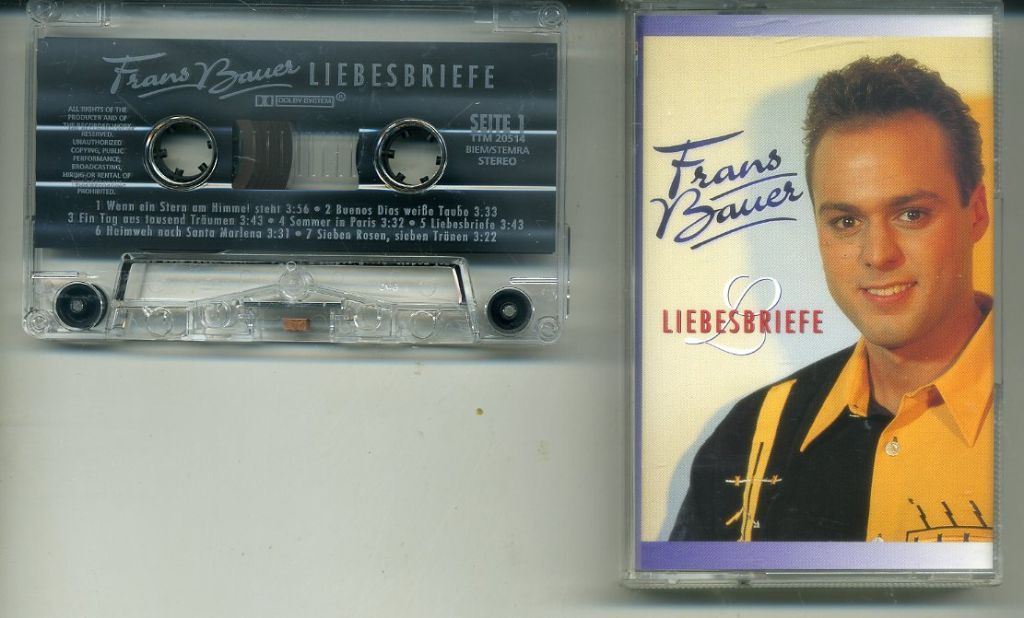 Frans Bauer LIEBESBRIEFE
DOLBY SYSTEM ®
ALL RIGHTS OF THE
PRODUCER AND OF
THE RECORDED WORK
RESERVED.
UNAUTHORIZED
COPYING, PUBLIC
PERFORMANCE,
BROADCASTING,
HIRING OR RENTAL OF
PROHIBITED.
SEITE 1
TTM 20514
BIEM/STEMRA
STEREO
1 Wenn ein Stern am Himmel steht 3:56 • 2 Buenos Dias weiße Taube 3.33
3 Ein Tag aus tausend Träumen 3:43 • 4 Sommer in Paris 3:32 • 5 Liebesbriefe 3:43
6 Heimweh nach Santa Marlena 3:31 • 7 Sieben Rosen, sieben Tränen 3:22
Frans
Bauer
L
LIEBESBRIEFE